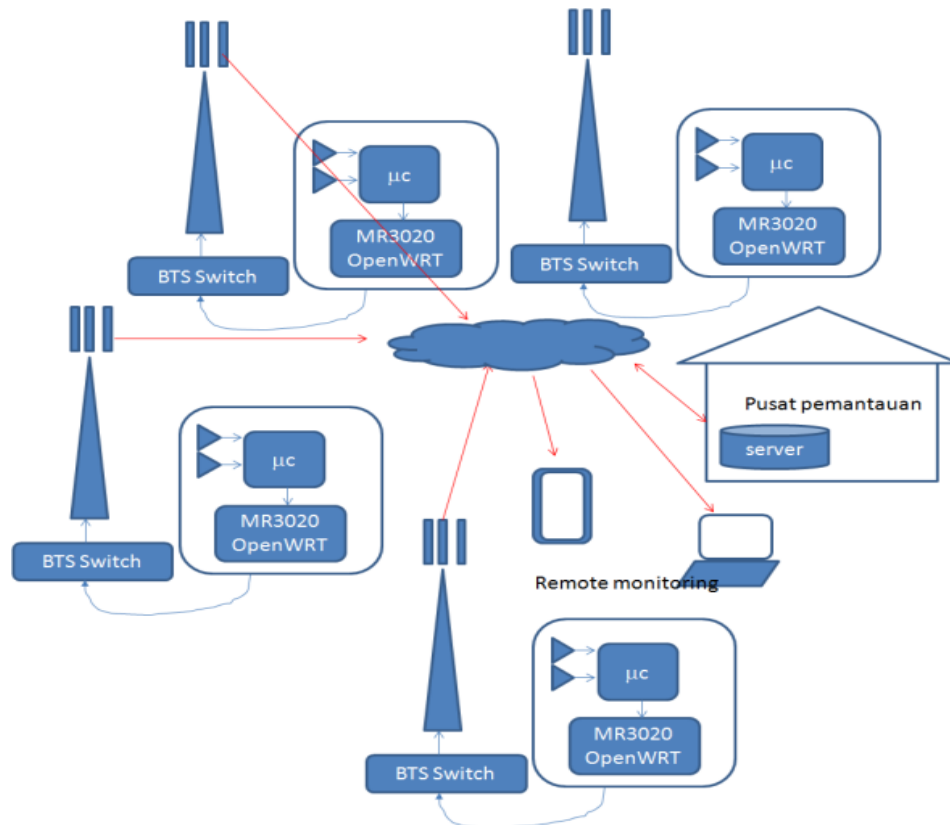 μc
MR3020
OpenWRT
BTS Switch
μc
MR3020
OpenWRT
BTS Switch
Pusat pemantauan
server
μc
MR3020
OpenWRT
BTS Switch
Remote monitoring
μc
MR3020
OpenWRT
BTS Switch